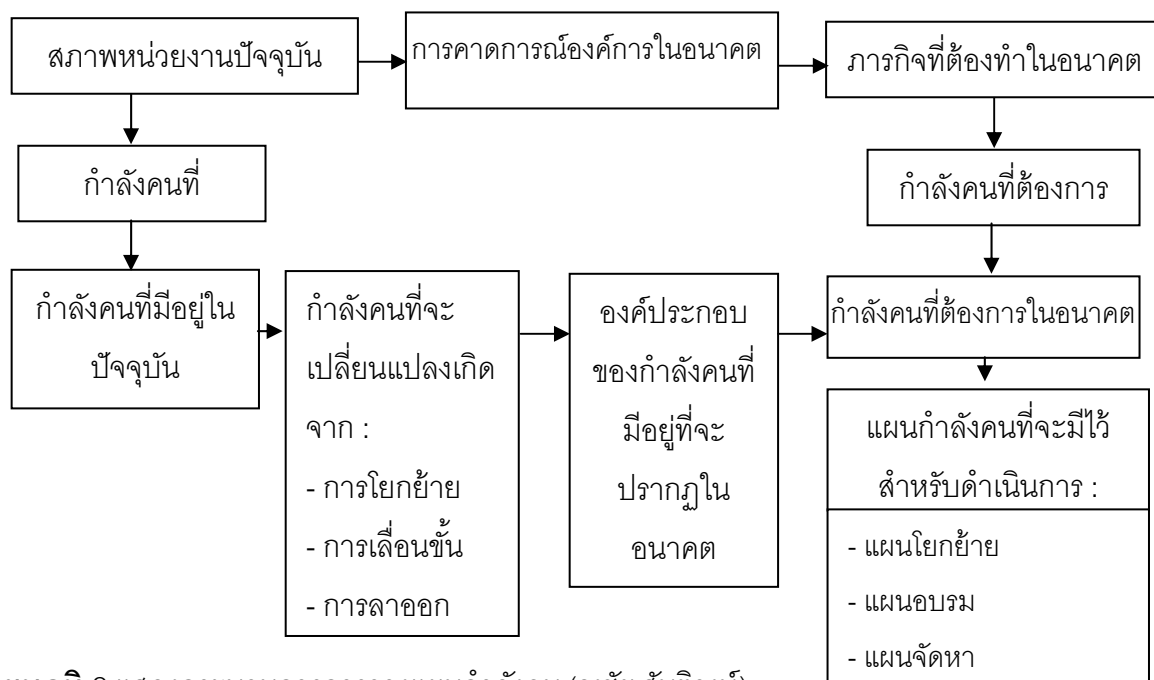 สภาพหน่วยงานปัจจุบัน
การคาดการณ์องค์การในอนาคต
ภารกิจที่ต้องทำในอนาคต
กำลังคนที่
กำลังคนที่ต้องการ
กำลังคนที่มีอยู่ใน
ปัจจุบัน
กำลังคนที่จะ
เปลี่ยนแปลงเกิด
จาก :
- การโยกย้าย
- การเลื่อนขั้น
- การลาออก
องค์ประกอบ
ของกำลังคนที่
มีอยู่ที่จะ
ปรากฏใน
อนาคต
กำลังคนที่ต้องการในอนาคต
แผนกำลังคนที่จะมีไว้
สำหรับดำเนินการ :
- แผนโยกย้าย
- แผนอบรม
- แผนจัดหา